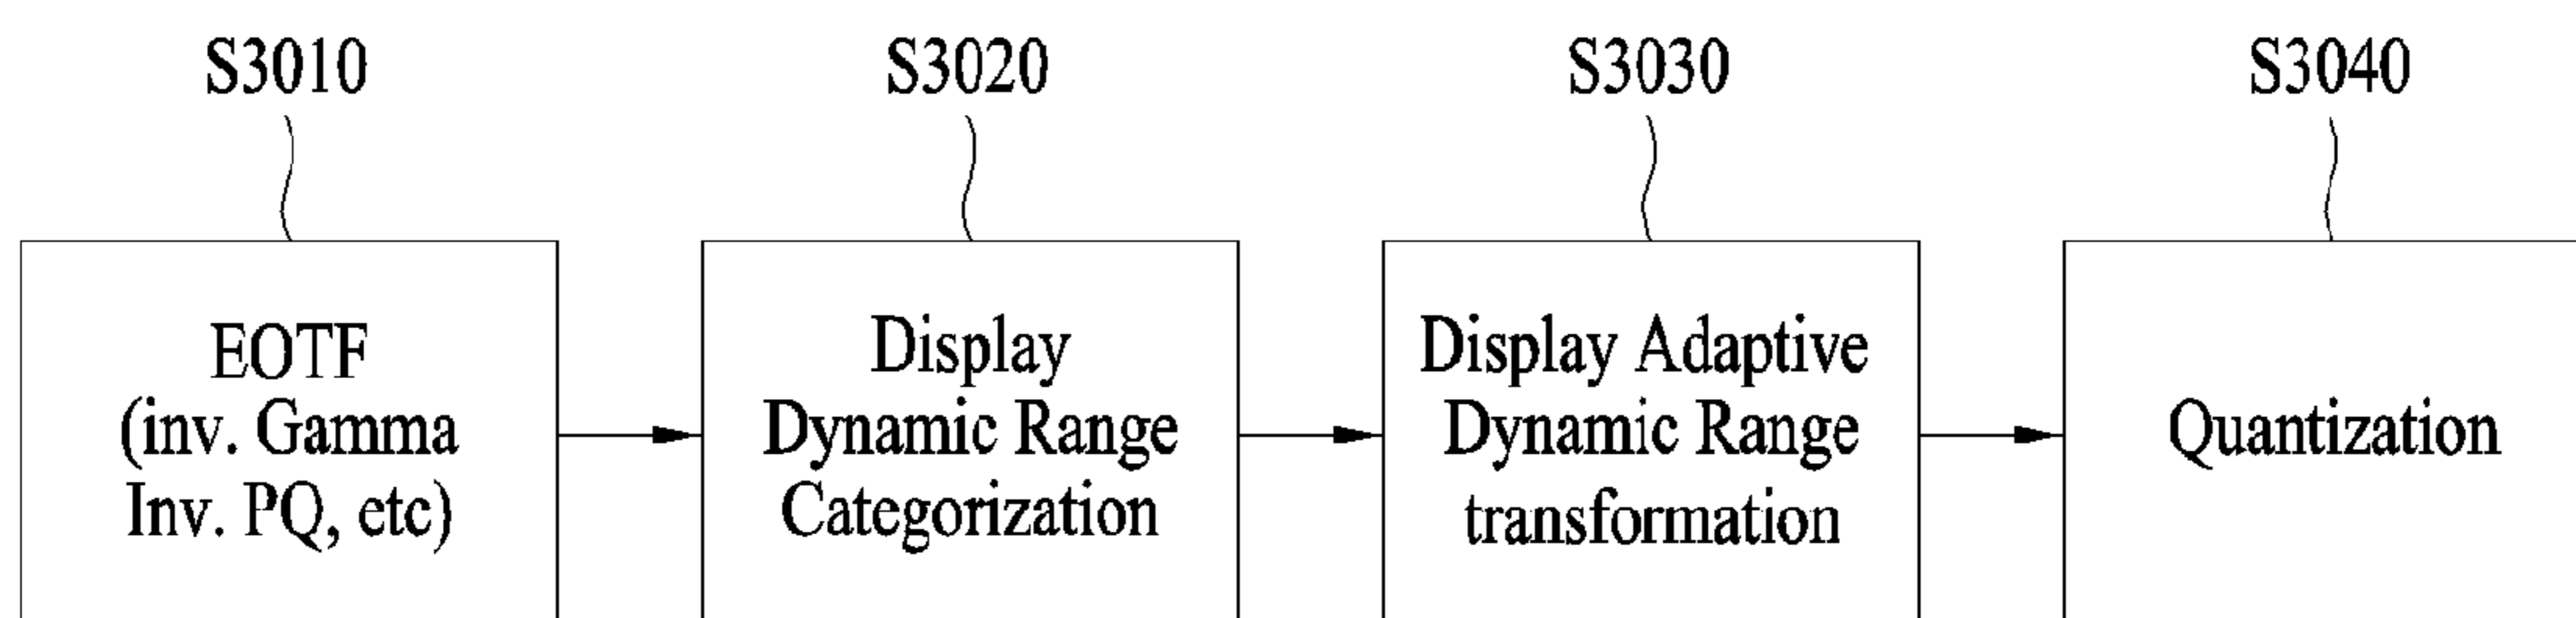 S3010
S3020
S3030
S3040
EOTF
(inv. Gamma
Inv. PQ, etc)
Display
Dynamic Range
Categorization
Display Adaptive
Dynamic Range
transformation
Quantization